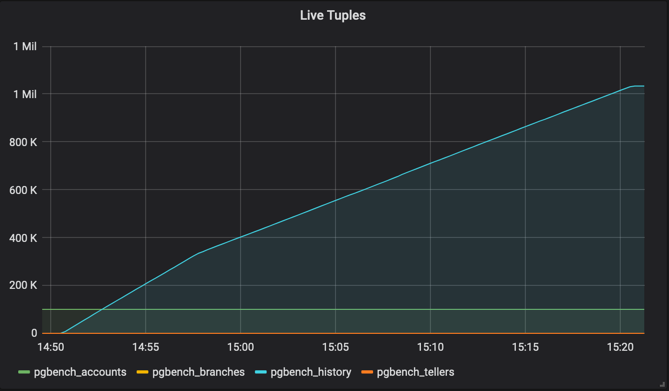 Live Tuples
1 Mil
1 Mil
800 K
600 K
400 K
200 K
0
14:50 14:55 15:00 15:05 15:10 15:15 15:20
pgbench_accounts pgbench_branches pgbench_history pgbench_tellers